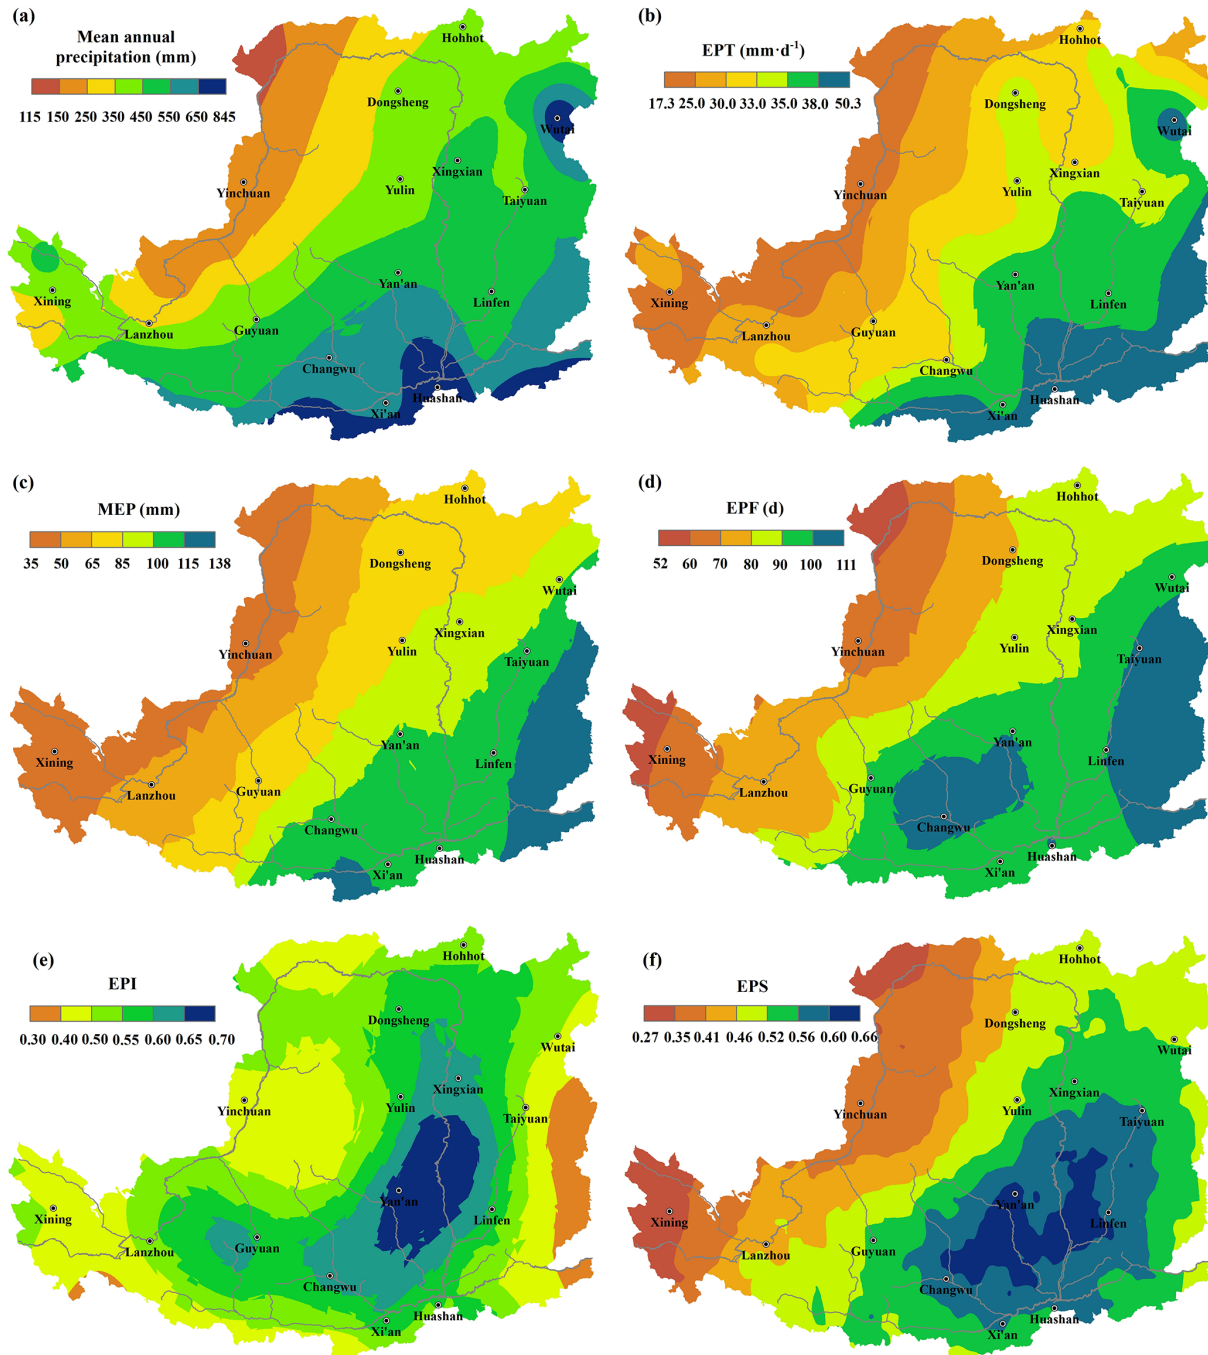 (a)
Mean annual
precipitation (mm)
115 150 250 350 450 550 650 845
Hohhot
Dongsheng
Wutai
Xingxian
Yinchuan
Yulin
Taiyuan
Yan'an
Xining
Linfen
Lanzhou
Guyuan
Changwu
Huashan
Xi'an
(b)
EPT (mm·d⁻¹)
17.3 25.0 30.0 33.0 35.0 38.0 50.3
Hohhot
Dongsheng
Wutai
Xingxian
Yinchuan
Yulin
Taiyuan
Yan'an
Xining
Linfen
Lanzhou
Guyuan
Changwu
Huashan
Xi'an
(c)
MEP (mm)
35 50 65 85 100 115 138
Hohhot
Dongsheng
Wutai
Xingxian
Yinchuan
Yulin
Taiyuan
Yan'an
Xining
Linfen
Lanzhou
Guyuan
Changwu
Huashan
Xi'an
(d)
EPF (d)
52 60 70 80 90 100 111
Hohhot
Dongsheng
Wutai
Xingxian
Yinchuan
Yulin
Taiyuan
Yan'an
Xining
Linfen
Lanzhou
Guyuan
Changwu
Huashan
Xi'an
(e)
EPI
0.30 0.40 0.50 0.55 0.60 0.65 0.70
Hohhot
Dongsheng
Wutai
Xingxian
Yinchuan
Yulin
Taiyuan
Yan'an
Xining
Linfen
Lanzhou
Guyuan
Changwu
Huashan
Xi'an
(f)
EPS
0.27 0.35 0.41 0.46 0.52 0.56 0.60 0.66
Hohhot
Dongsheng
Wutai
Xingxian
Yinchuan
Yulin
Taiyuan
Yan'an
Xining
Linfen
Lanzhou
Guyuan
Changwu
Huashan
Xi'an